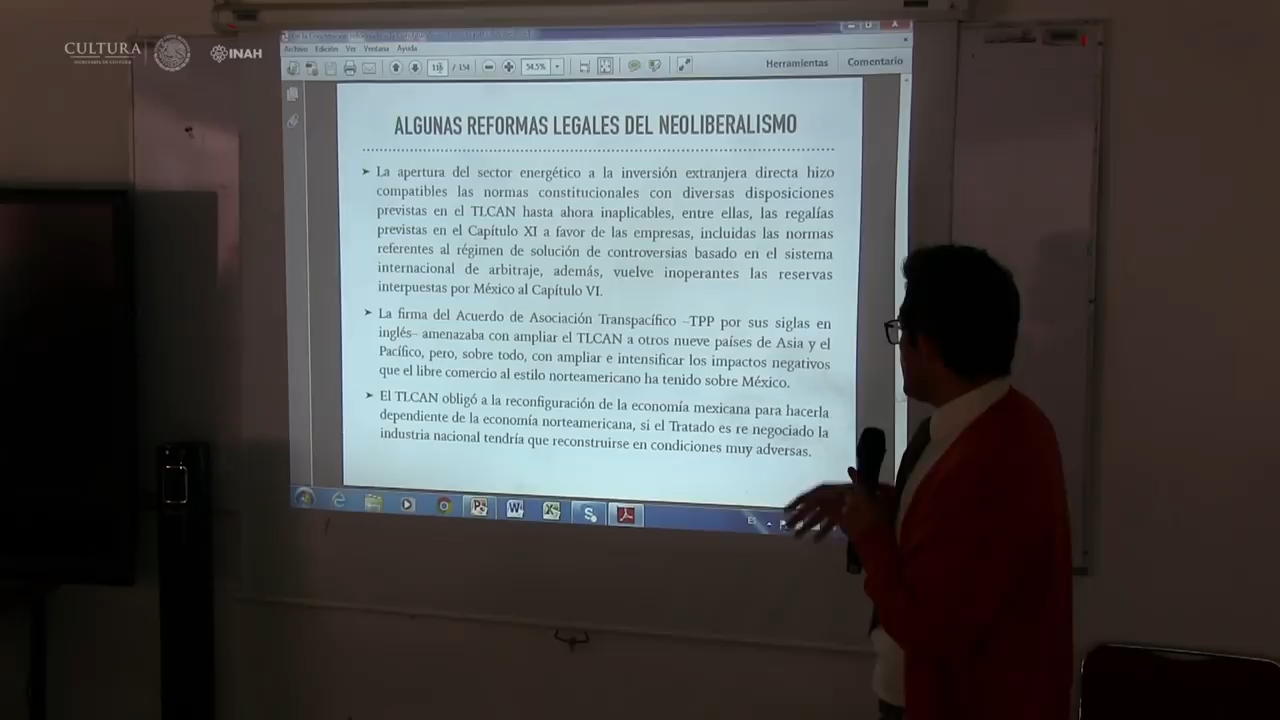 CULTURA
SECRETARÍA DE CULTURA
INAH
Archivo Edición Ver Ventana Ayuda
/ 154
54.5%
Herramientas
Comentario
ALGUNAS REFORMAS LEGALES DEL NEOLIBERALISMO
➤ La apertura del sector energético a la inversión extranjera directa hizo
compatibles las normas constitucionales con diversas disposiciones
previstas en el TLCAN hasta ahora inaplicables, entre ellas, las regalías
previstas en el Capítulo XI a favor de las empresas, incluidas las normas
referentes al régimen de solución de controversias basado en el sistema
internacional de arbitraje, además, vuelve inoperantes las reservas
interpuestas por México al Capítulo VI.
➤ La firma del Acuerdo de Asociación Transpacífico –TPP por sus siglas en
inglés– amenazaba con ampliar el TLCAN a otros nueve países de Asia y el
Pacífico, pero, sobre todo, con ampliar e intensificar los impactos negativos
que el libre comercio al estilo norteamericano ha tenido sobre México.
➤ El TLCAN obligó a la reconfiguración de la economía mexicana para hacerla
dependiente de la economía norteamericana, si el Tratado es re negociado la
industria nacional tendría que reconstruirse en condiciones muy adversas.
ES